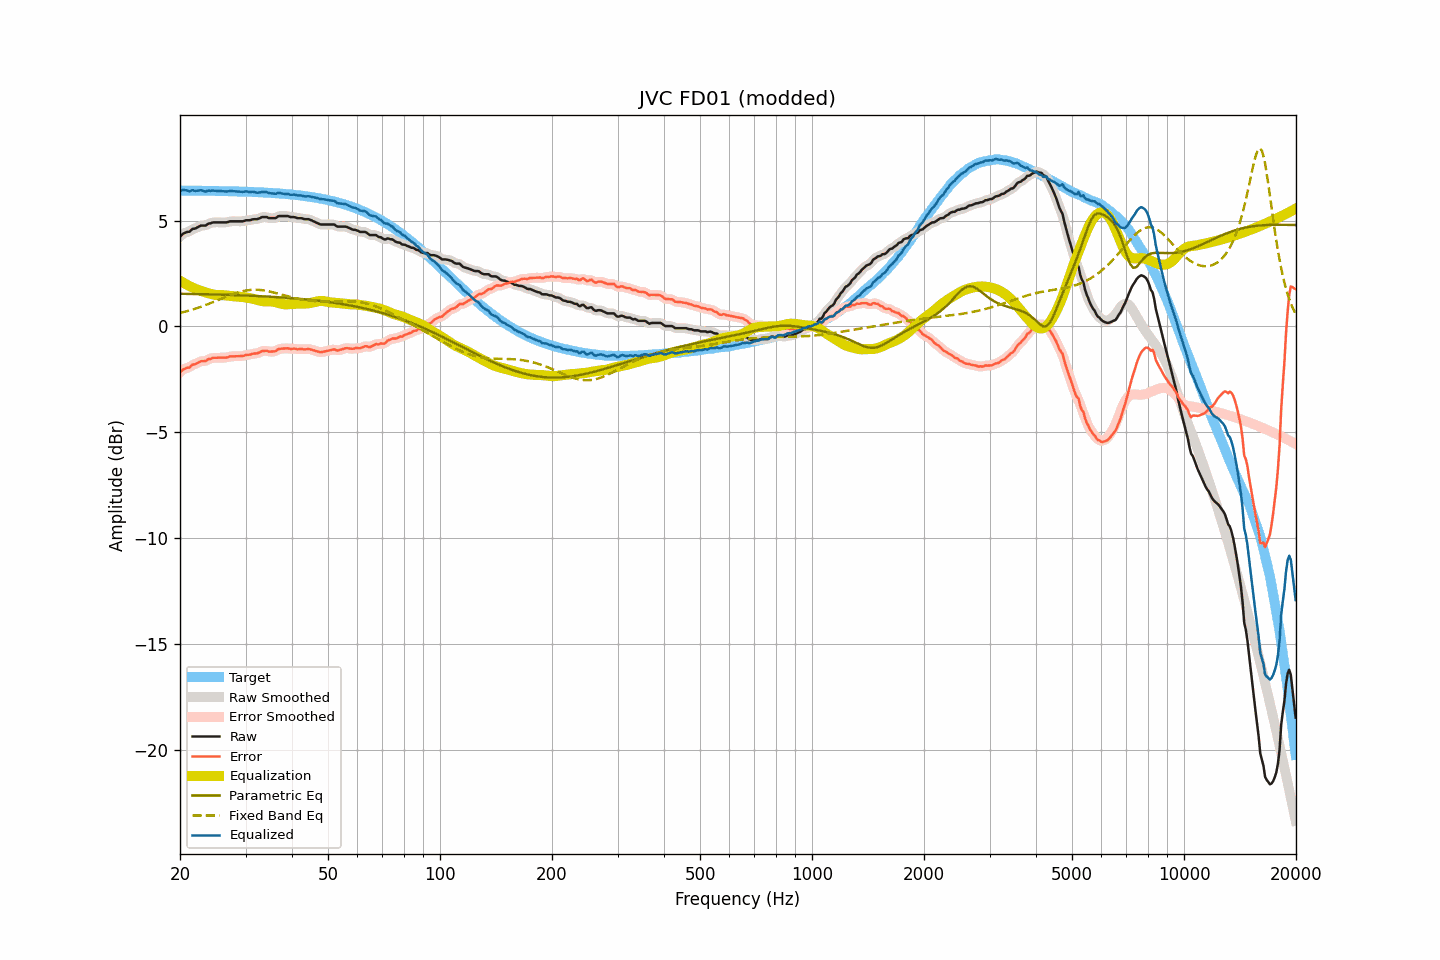 JVC FD01 (modded)
Amplitude (dBr)
5
0
−5
−10
−15
−20
Target
Raw Smoothed
Error Smoothed
Raw
Error
Equalization
Parametric Eq
Fixed Band Eq
Equalized
20 50 100 200 500 1000 2000 5000 10000 20000
Frequency (Hz)